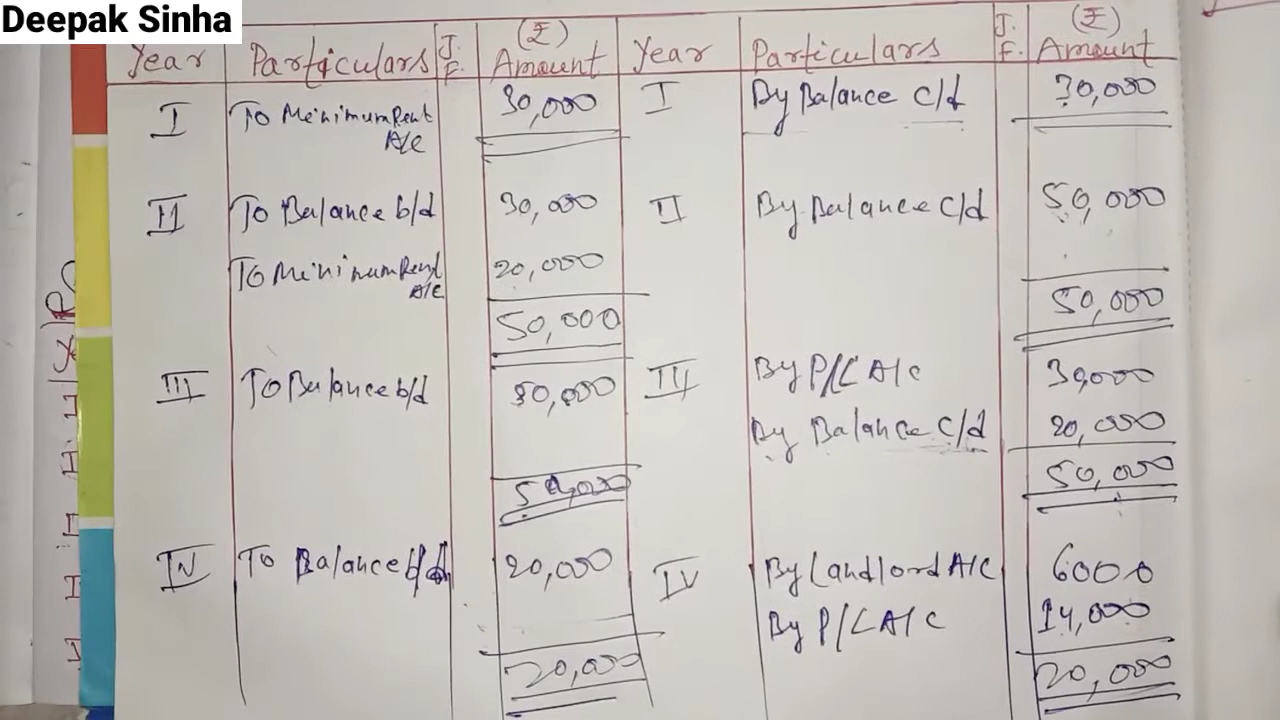 Deepak Sinha
Year Particulars J.F. (₹) Amount Year Particulars J.F. (₹) Amount
I To Minimum Rent A/c 30,000 I By Balance c/d 30,000
II To Balance b/d 30,000 II By Balance c/d 50,000
To Minimum Rent A/c 20,000
50,000 50,000
III To Balance b/d 50,000 III By P/L A/c 30,000
By Balance c/d 20,000
50,000 50,000
IV To Balance b/d 20,000 IV By Landlord A/c 6000
By P/L A/c 14,000
20,000 20,000